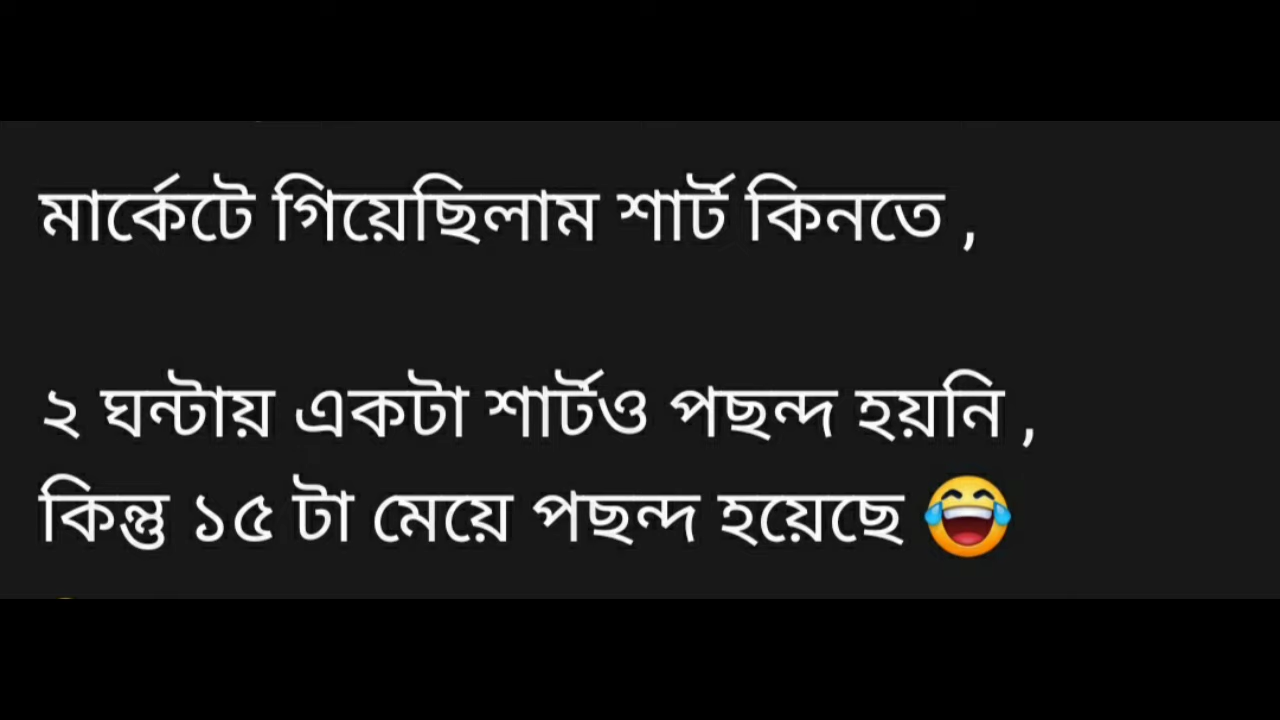 মার্কেটে গিয়েছিলাম শার্ট কিনতে ,
২ ঘন্টায় একটা শার্টও পছন্দ হয়নি ,
কিন্তু ১৫ টা মেয়ে পছন্দ হয়েছে 😂